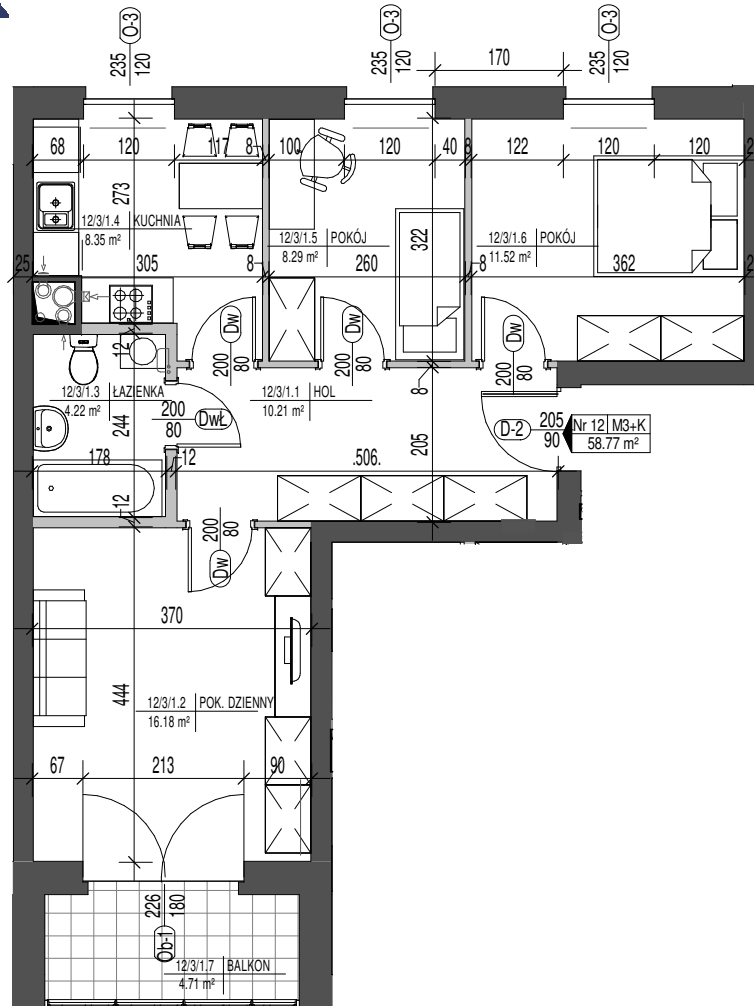 O-3
235
120
O-3
235
120
170
O-3
235
120
68
120
117
8
100
120
40
8
122
120
120
2
273
12/3/1.4 KUCHNIA
8.35 m²
12/3/1.5 POKÓJ
8.29 m²
322
12/3/1.6 POKÓJ
11.52 m²
25
305
8
260
8
362
2
Dw
200
80
Dw
200
80
Dw
200
80
12
12/3/1.3 ŁAZIENKA
4.22 m²
244
200
80
DwŁ
12/3/1.1 HOL
10.21 m²
8
205
D-2
205
90
Nr 12 M3+K
58.77 m²
178
12
.506.
12
200
80
Dw
370
444
12/3/1.2 POK. DZIENNY
16.18 m²
67
213
90
226
180
Ob-1
12/3/1.7 BALKON
4.71 m²